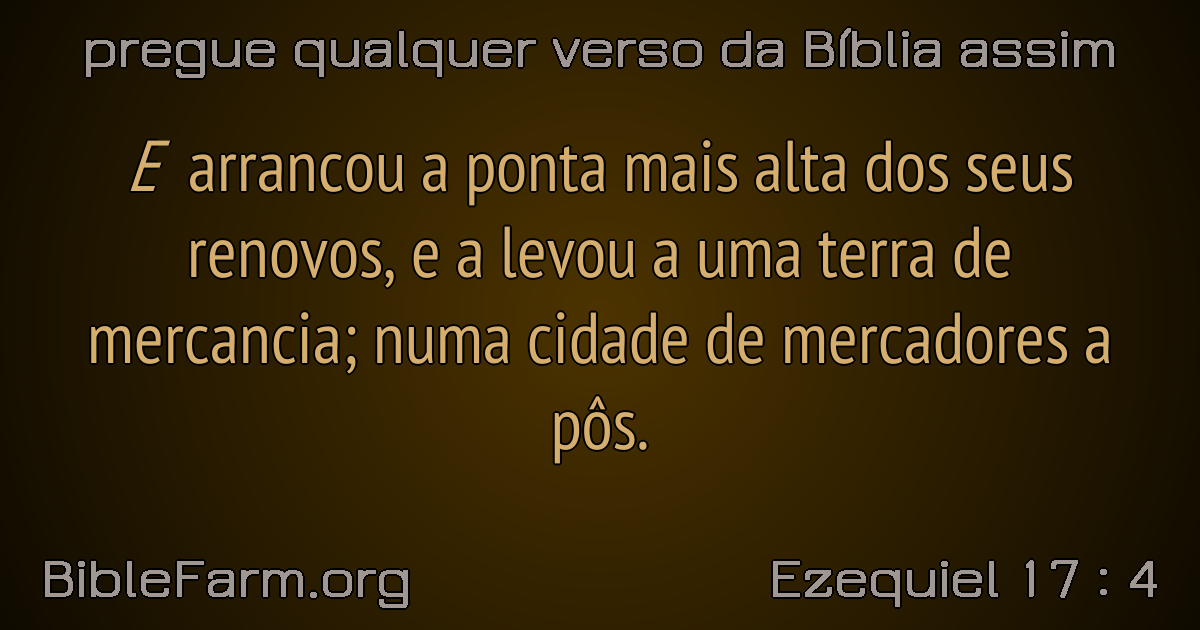 pregue qualquer verso da Bíblia assim
E arrancou a ponta mais alta dos seus
renovos, e a levou a uma terra de
mercancia; numa cidade de mercadores a
pôs.
BibleFarm.org
Ezequiel 17 : 4